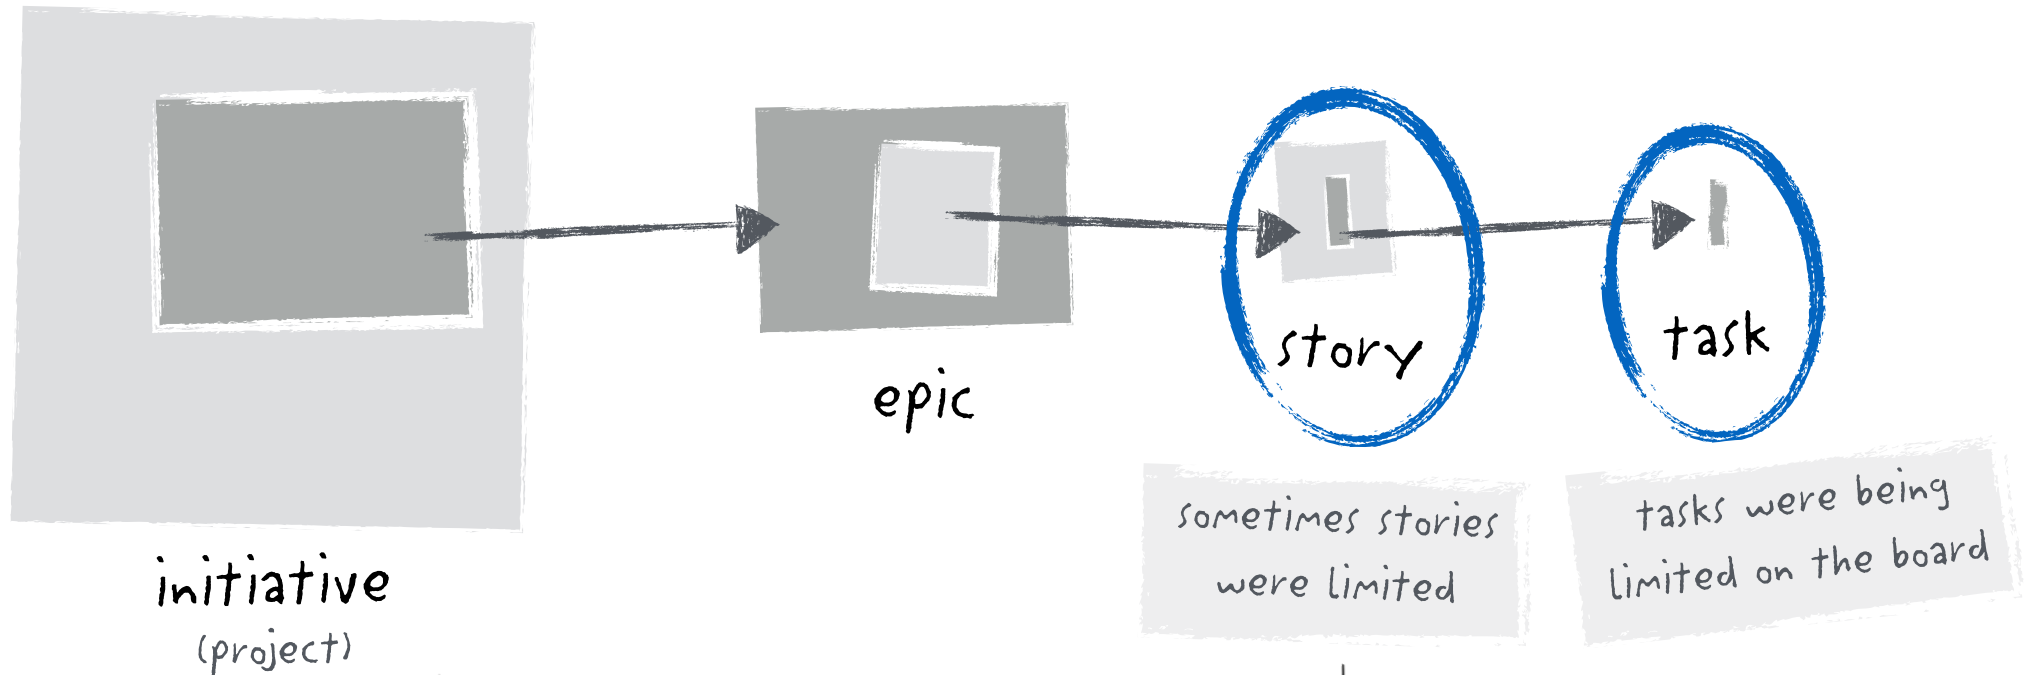 initiative
(project)
epic
story
task
sometimes stories
were limited
tasks were being
limited on the board